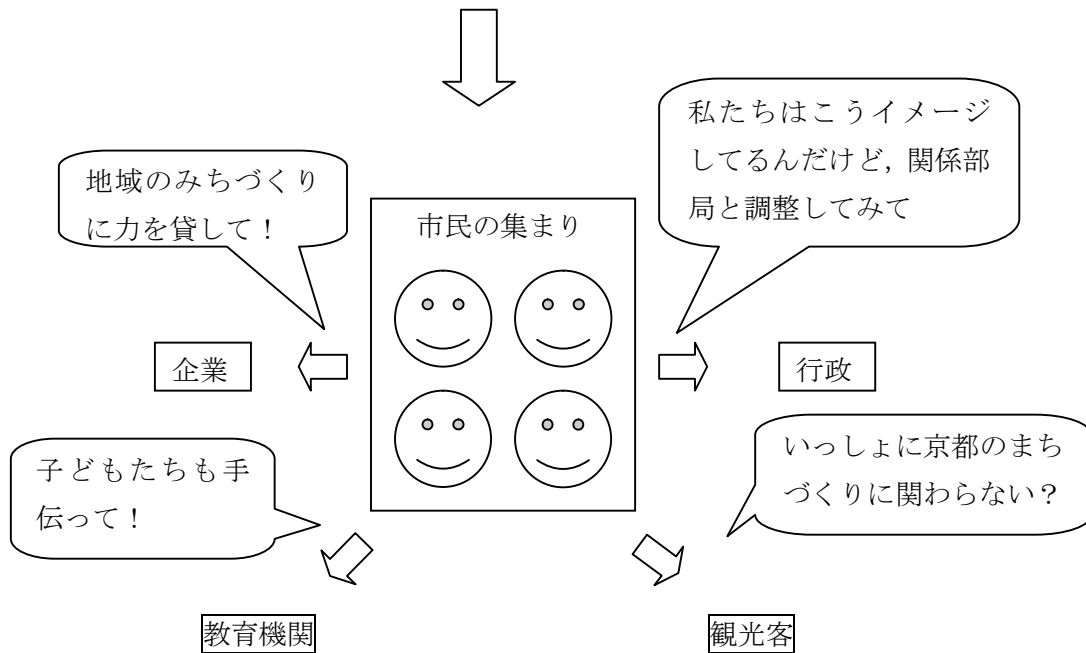 私たちはこうイメージ
してるんだけど, 関係部
局と調整してみて
地域のみちづくり
に力を貸して！
市民の集まり
企業
行政
子どもたちも手
伝って！
いっしょに京都のまち
づくりに関わらない？
教育機関
観光客